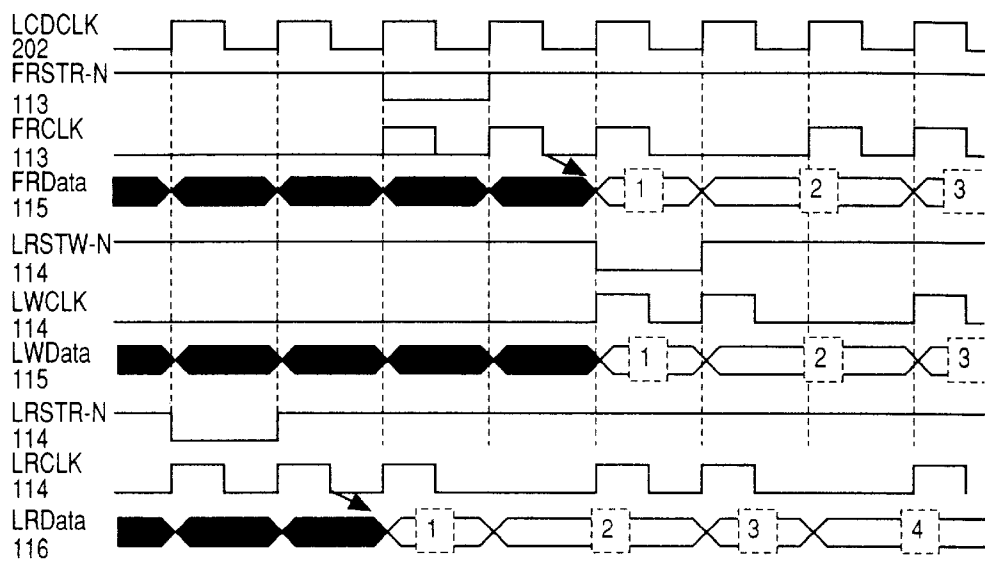 LCDCLK
202
FRSTR-N
113
FRCLK
113
FRData 1 2 3
115
LRSTW-N
114
LWCLK
114
LWData 1 2 3
115
LRSTR-N
114
LRCLK
114
LRData 1 2 3 4
116